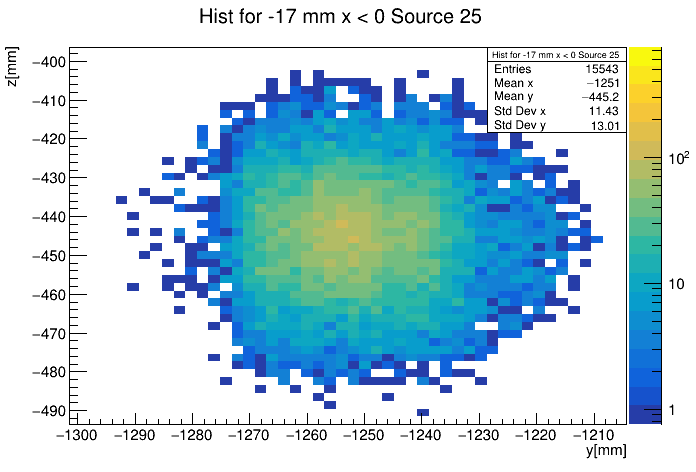 Hist for -17 mm x < 0 Source 25
z[mm]
Hist for -17 mm x < 0 Source 25
Entries 15543
Mean x −1251
Mean y −445.2
Std Dev x 11.43
Std Dev y 13.01
−400
−410
−420
−430
−440
−450
−460
−470
−480
−490
10²
10
1
−1300 −1290 −1280 −1270 −1260 −1250 −1240 −1230 −1220 −1210
y[mm]